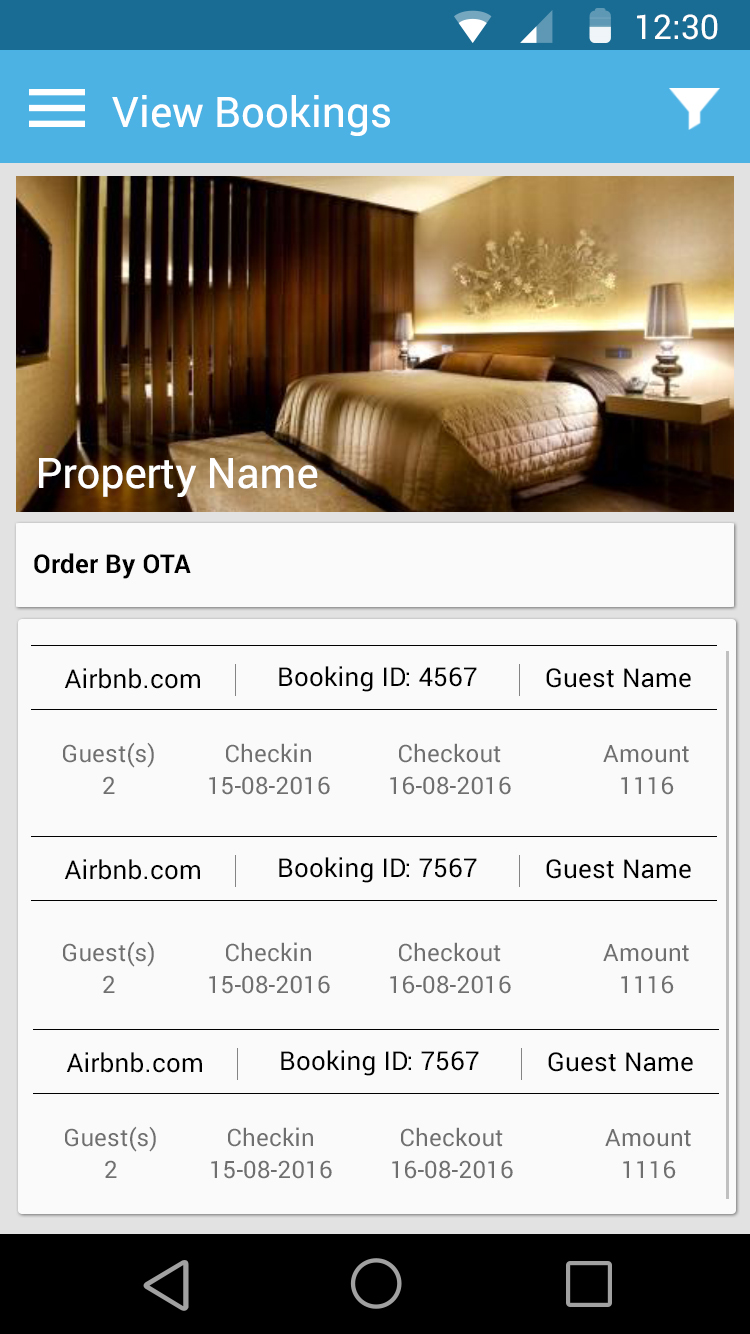 12:30
View Bookings
Property Name
Order By OTA
Airbnb.com Booking ID: 4567 Guest Name
Guest(s) Checkin Checkout Amount
2 15-08-2016 16-08-2016 1116
Airbnb.com Booking ID: 7567 Guest Name
Guest(s) Checkin Checkout Amount
2 15-08-2016 16-08-2016 1116
Airbnb.com Booking ID: 7567 Guest Name
Guest(s) Checkin Checkout Amount
2 15-08-2016 16-08-2016 1116